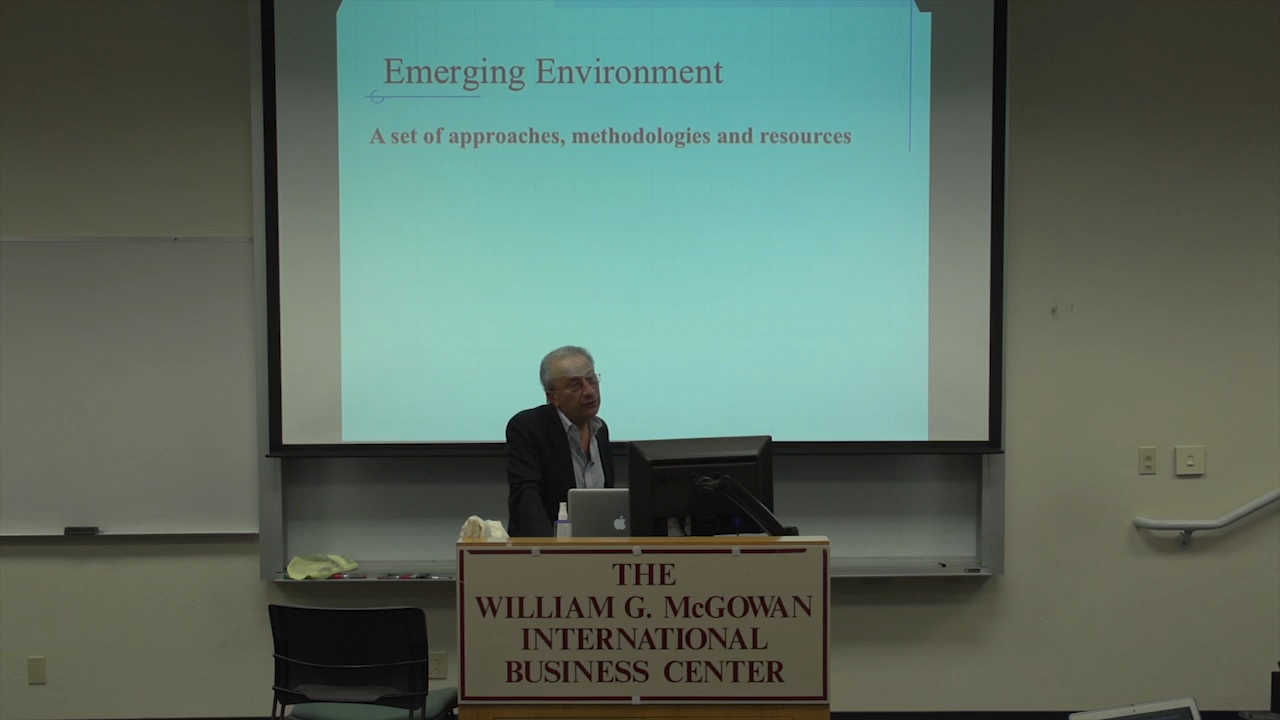 Emerging Environment
A set of approaches, methodologies and resources
THE
WILLIAM G. McGOWAN
INTERNATIONAL
BUSINESS CENTER